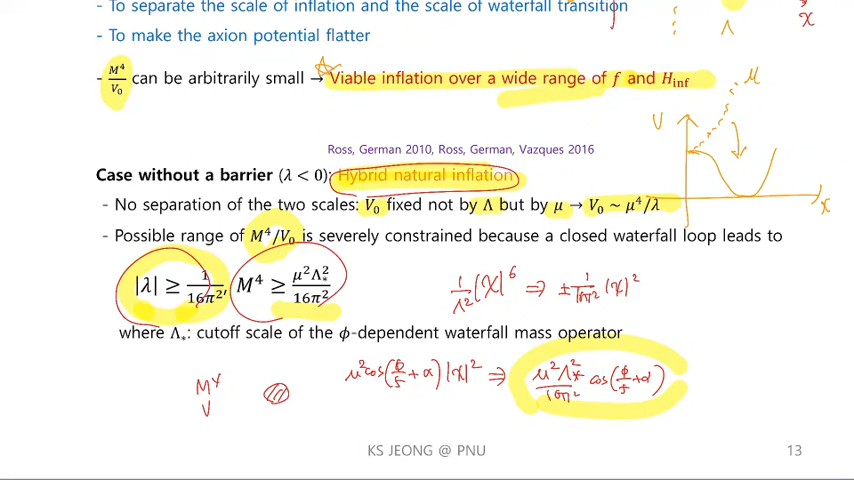 - To separate the scale of inflation and the scale of waterfall transition
- To make the axion potential flatter
- M⁴/V₀ can be arbitrarily small → Viable inflation over a wide range of f and H_inf
Ross, German 2010, Ross, German, Vazques 2016
Case without a barrier (λ < 0): Hybrid natural inflation
- No separation of the two scales: V₀ fixed not by Λ but by μ → V₀ ~ μ⁴/λ
- Possible range of M⁴/V₀ is severely constrained because a closed waterfall loop leads to
|λ| ≥ 1/16π², M⁴ ≥ μ²Λ*²/16π²
1/Λ² |χ|⁶ ⇒ ± 1/16π² |χ|²
where Λ*: cutoff scale of the ϕ-dependent waterfall mass operator
μ² cos(ϕ/f + α) |χ|² ⇒ μ²Λ*²/16π² cos(ϕ/f + α)
M⁴
V
Λ
χ
μ
V
χ
KS JEONG @ PNU
13